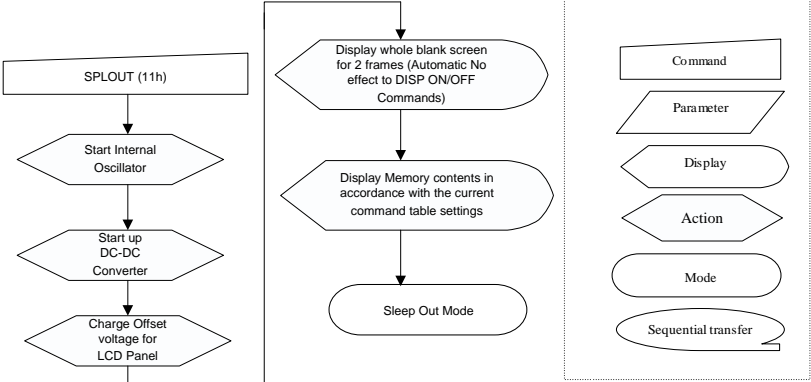 SPLOUT (11h)
Start Internal
Oscillator
Start up
DC-DC
Converter
Charge Offset
voltage for
LCD Panel
Display whole blank screen
for 2 frames (Automatic No
effect to DISP ON/OFF
Commands)
Display Memory contents in
accordance with the current
command table settings
Sleep Out Mode
Command
Parameter
Display
Action
Mode
Sequential transfer